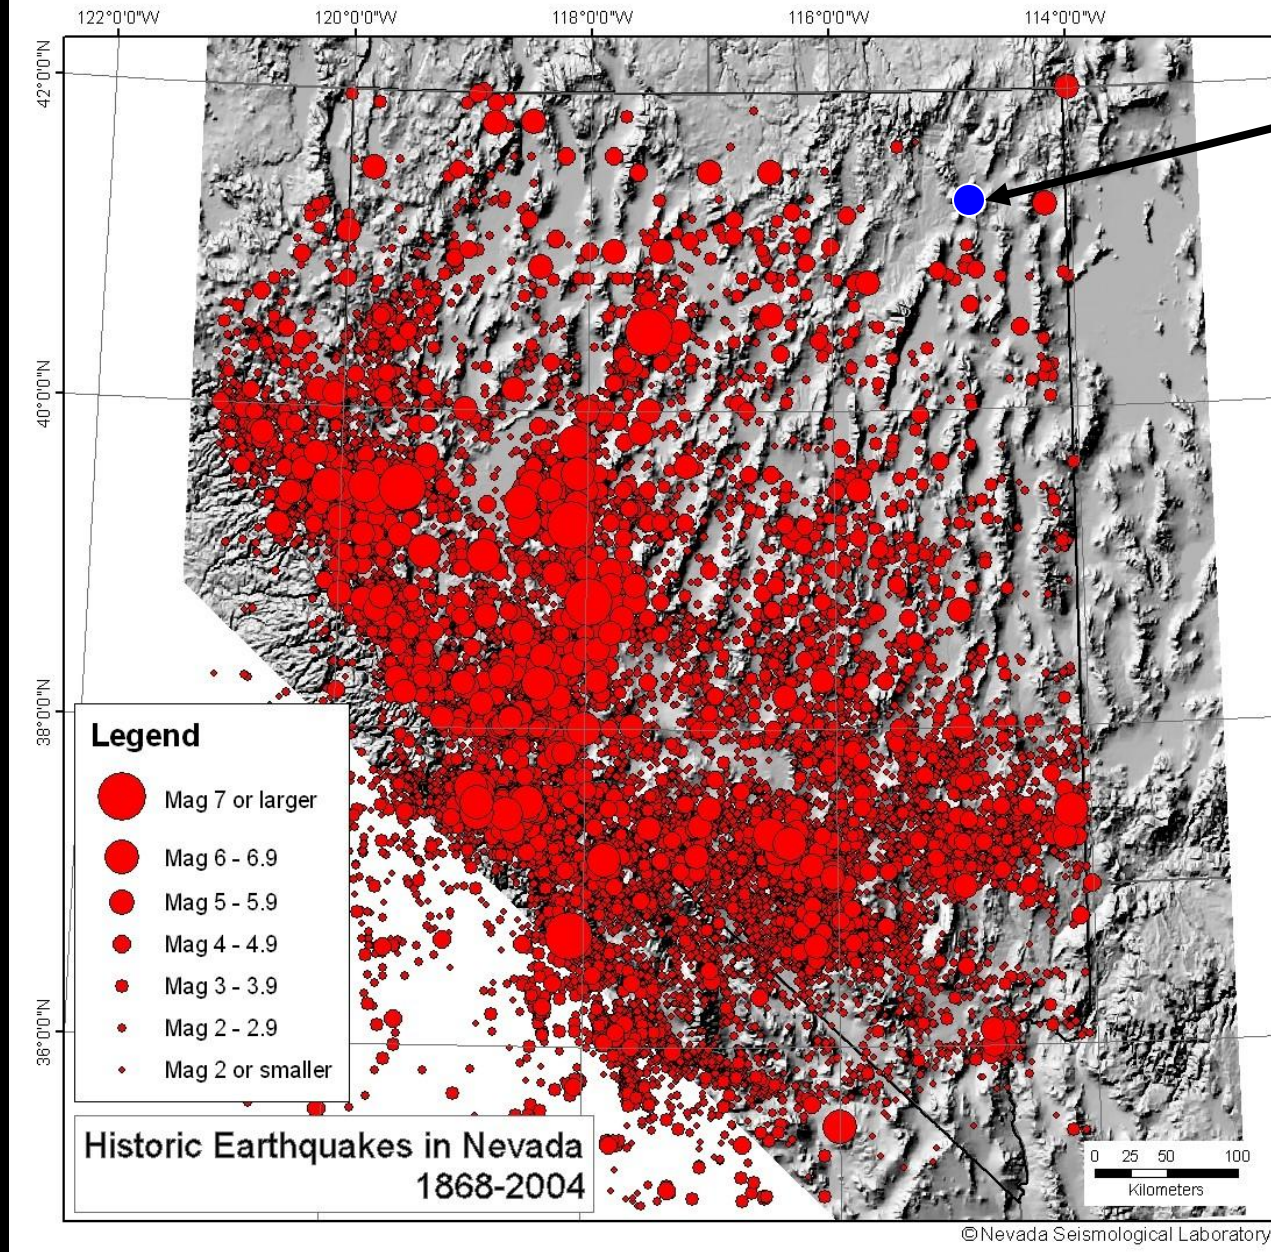 122°0'0"W 120°0'0"W 118°0'0"W 116°0'0"W 114°0'0"W
42°0'0"N
40°0'0"N
38°0'0"N
36°0'0"N
Legend
Mag 7 or larger
Mag 6 - 6.9
Mag 5 - 5.9
Mag 4 - 4.9
Mag 3 - 3.9
Mag 2 - 2.9
Mag 2 or smaller
Historic Earthquakes in Nevada
1868-2004
0 25 50 100
Kilometers
©Nevada Seismological Laboratory